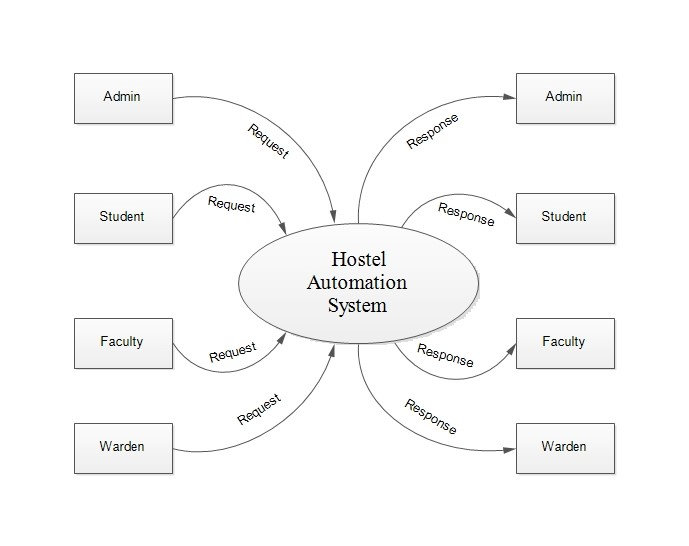 Admin
Request
Response
Admin
Student
Request
Response
Student
Hostel
Automation
System
Faculty
Request
Response
Faculty
Warden
Request
Response
Warden